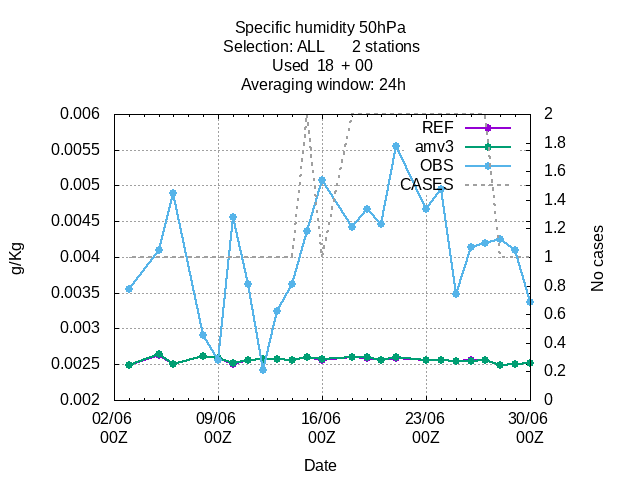 Specific humidity 50hPa
Selection: ALL 2 stations
Used 18 + 00
Averaging window: 24h
REF
amv3
OBS
CASES
0.006
0.0055
0.005
0.0045
0.004
0.0035
0.003
0.0025
0.002
2
1.8
1.6
1.4
1.2
1
0.8
0.6
0.4
0.2
0
g/Kg
No cases
02/06 09/06 16/06 23/06 30/06
00Z 00Z 00Z 00Z 00Z
Date